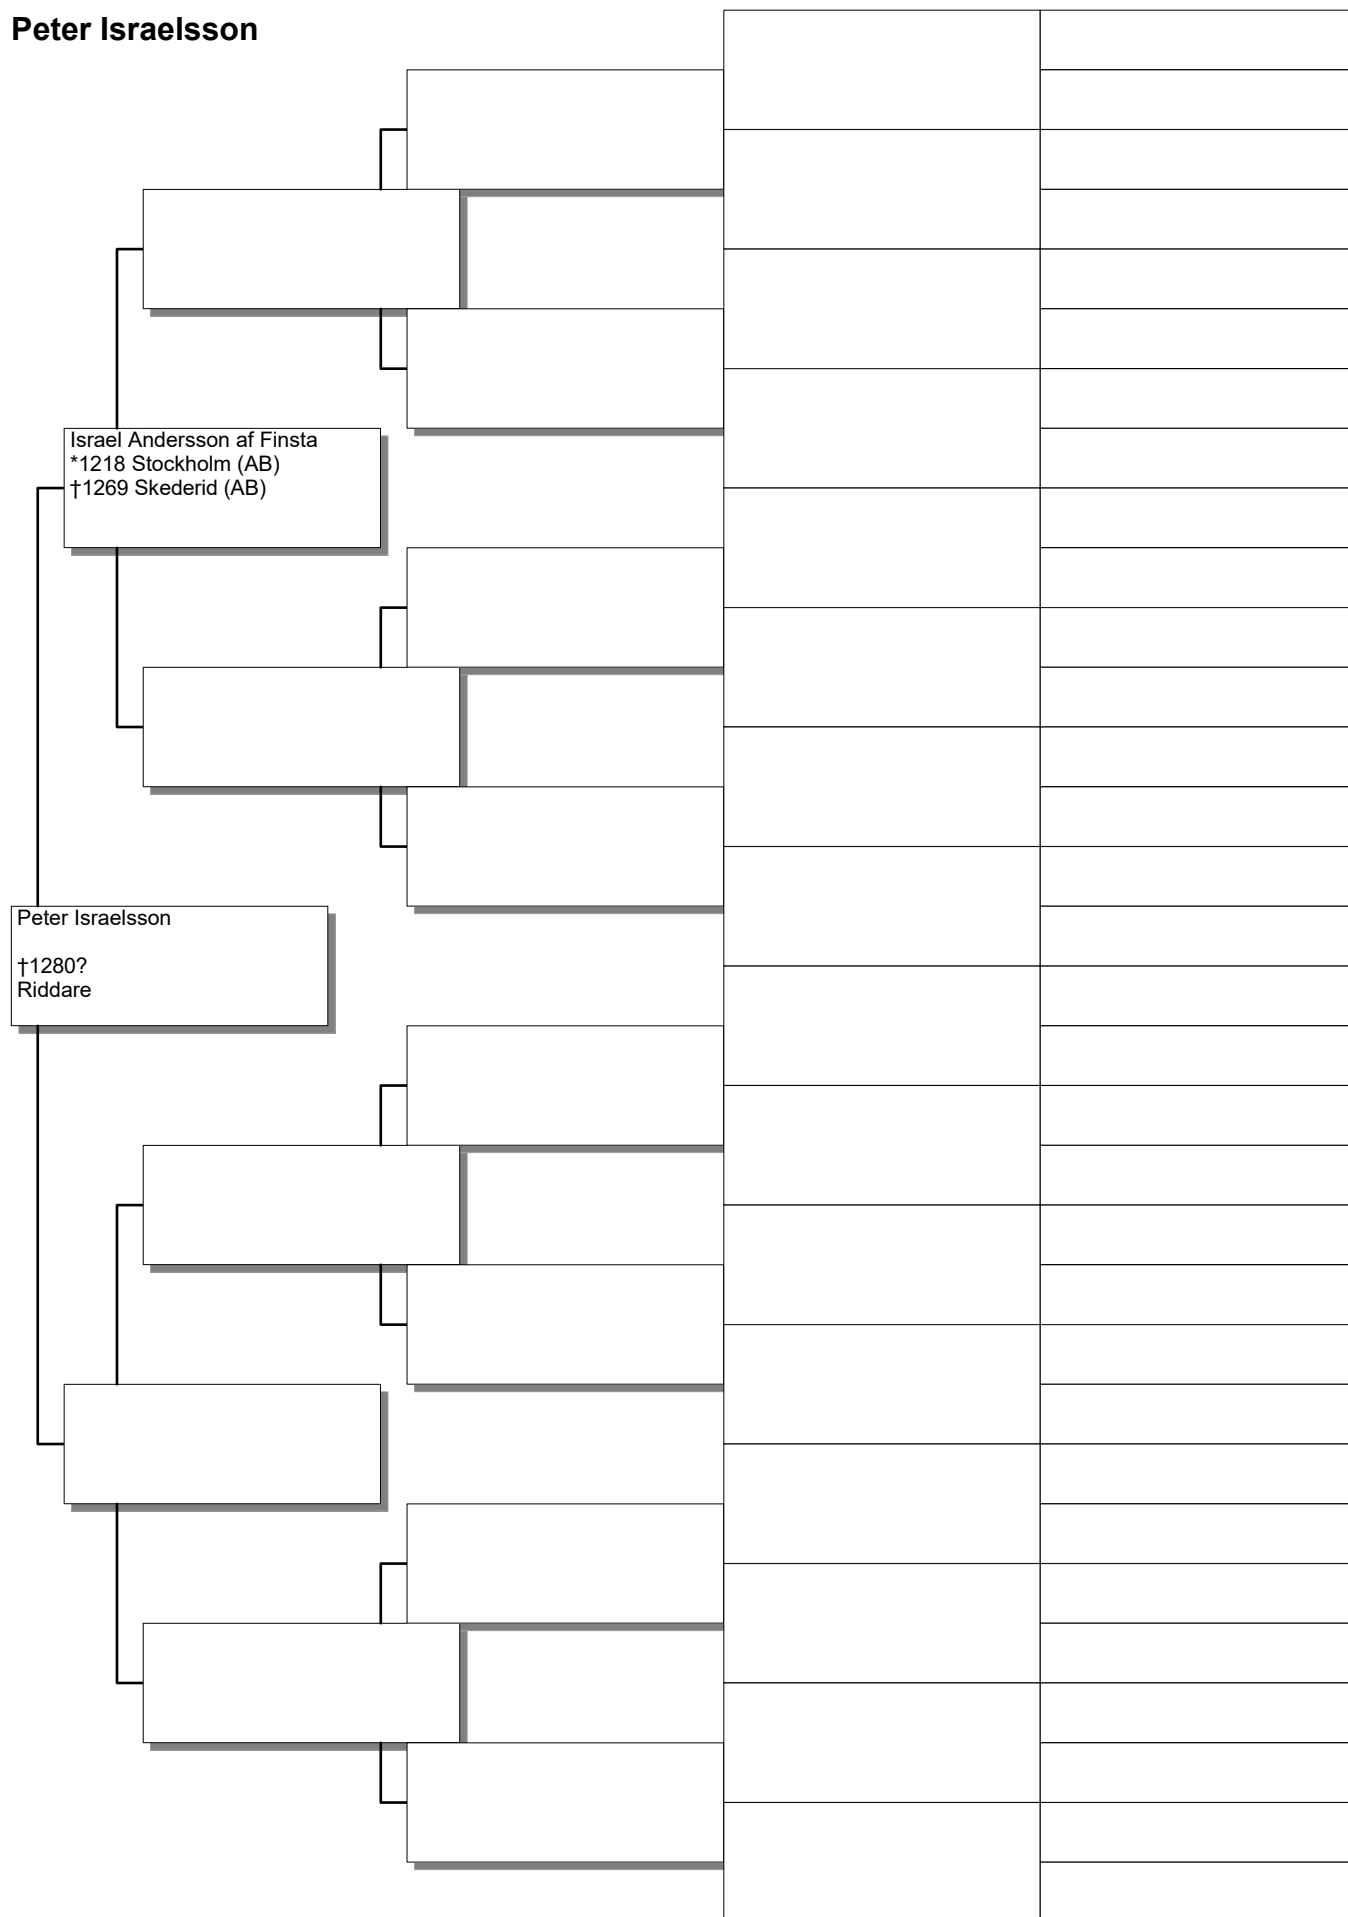 Peter Israelsson
Israel Andersson af Finsta
*1218 Stockholm (AB)
†1269 Skederid (AB)
Peter Israelsson
†1280?
Riddare